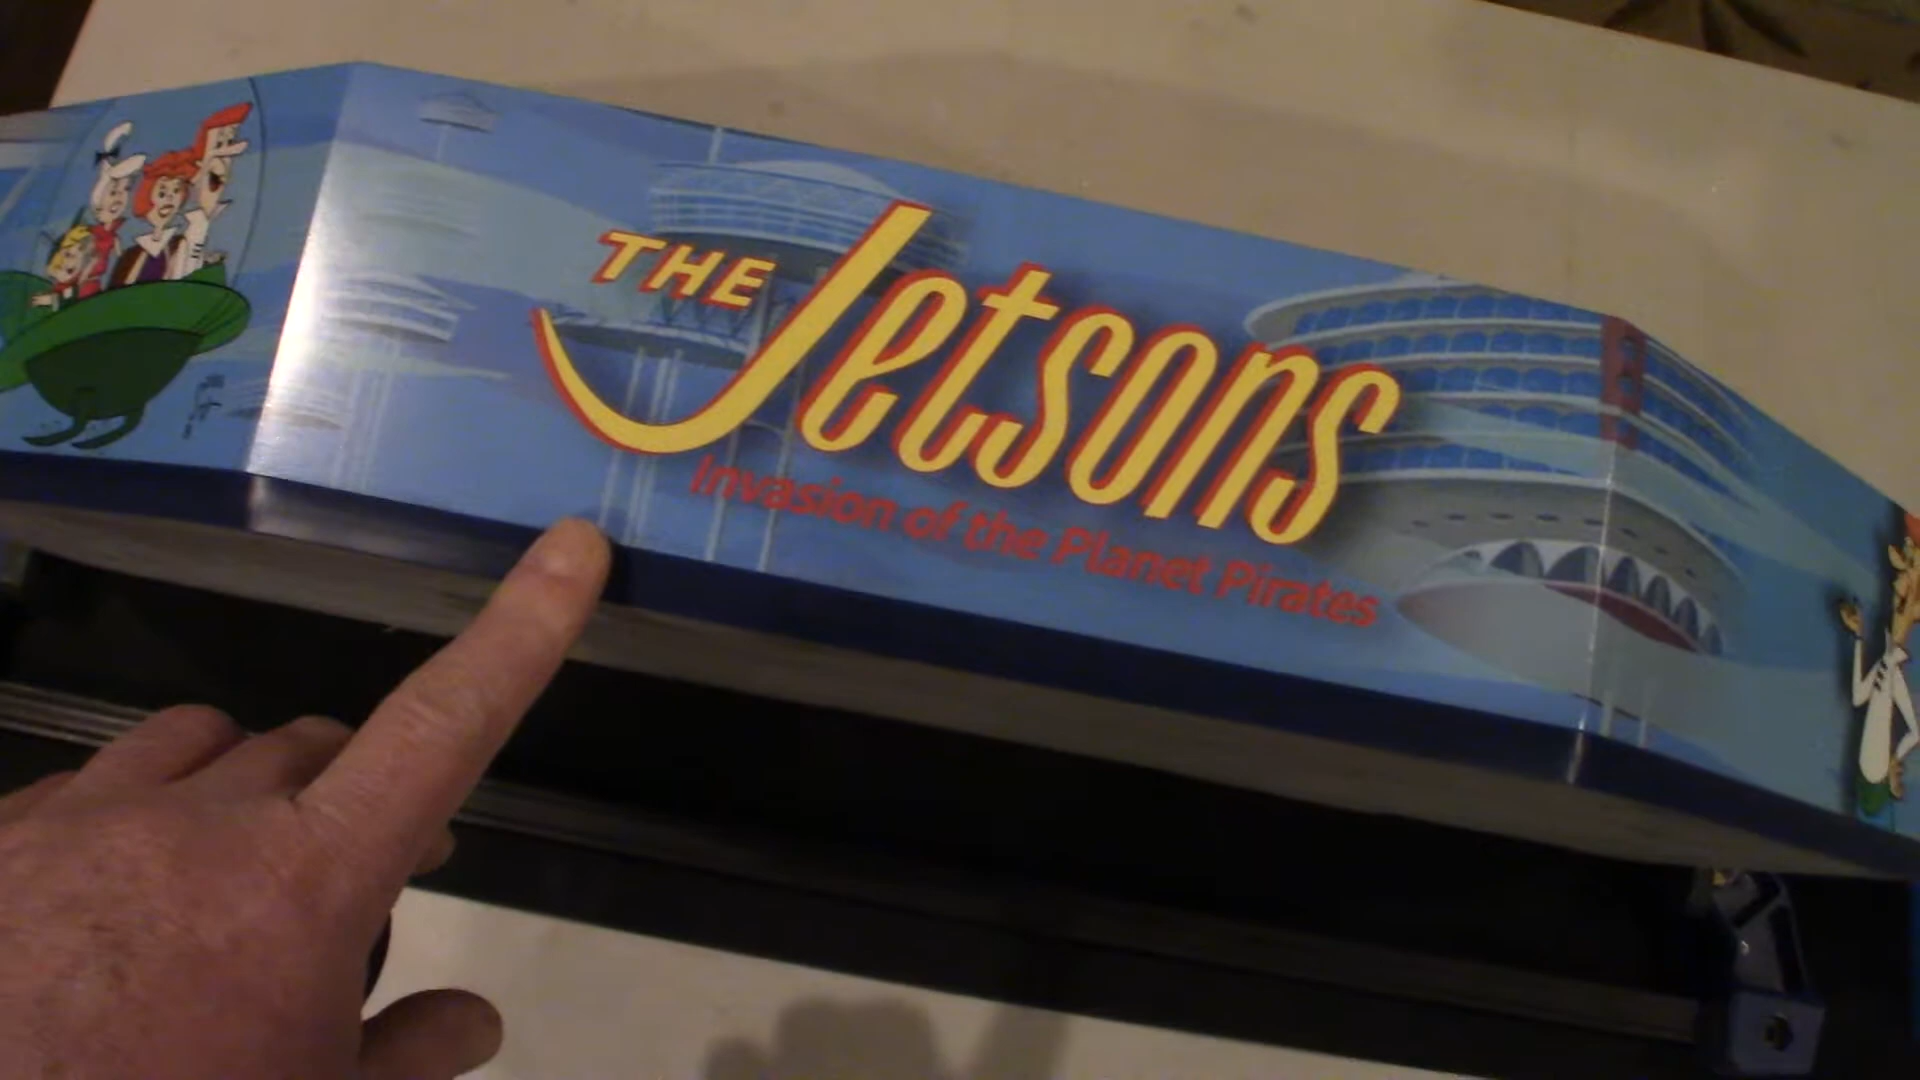 THE Jetsons
Invasion of the Planet Pirates